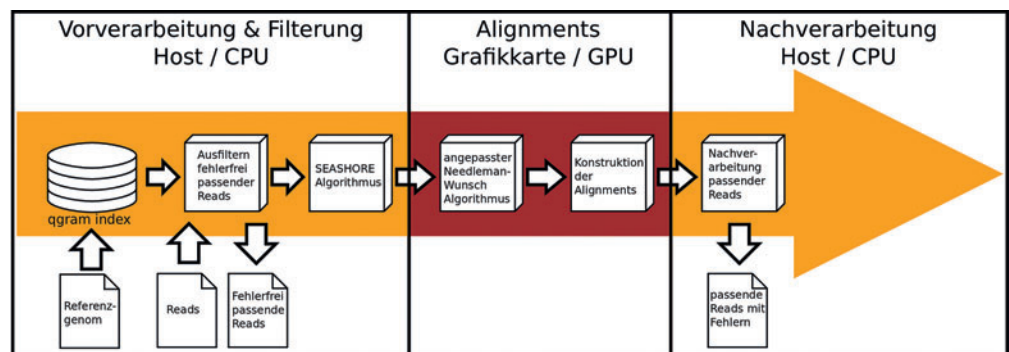 Vorverarbeitung & Filterung
Host / CPU
Alignments
Grafikkarte / GPU
Nachverarbeitung
Host / CPU
qgram index
Ausfiltern
fehlerfrei
passender
Reads
SEASHORE
Algorithmus
angepasster
Needleman-
Wunsch
Algorithmus
Konstruktion
der
Alignments
Nachver-
arbeitung
passender
Reads
Referenz-
genom
Reads
Fehlerfrei
passende
Reads
passende
Reads mit
Fehlern